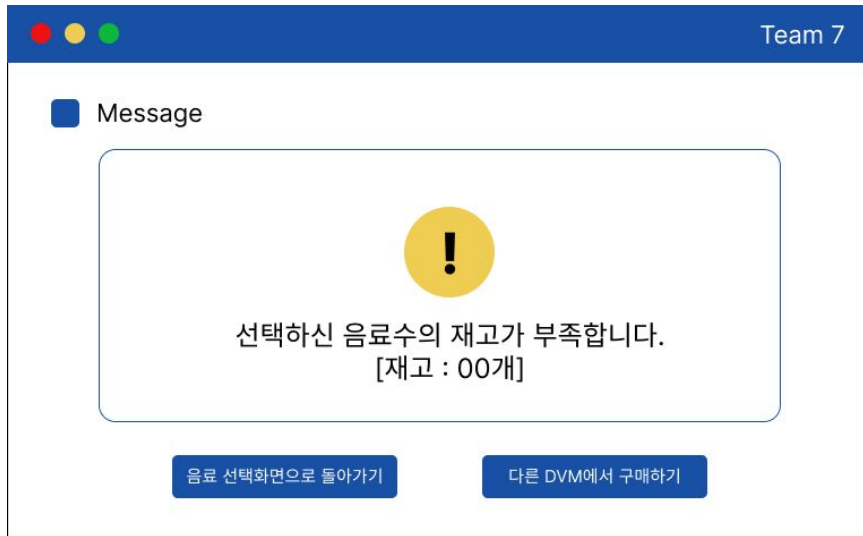 Team 7
Message
!
선택하신 음료수의 재고가 부족합니다.
[재고 : 00개]
음료 선택화면으로 돌아가기
다른 DVM에서 구매하기